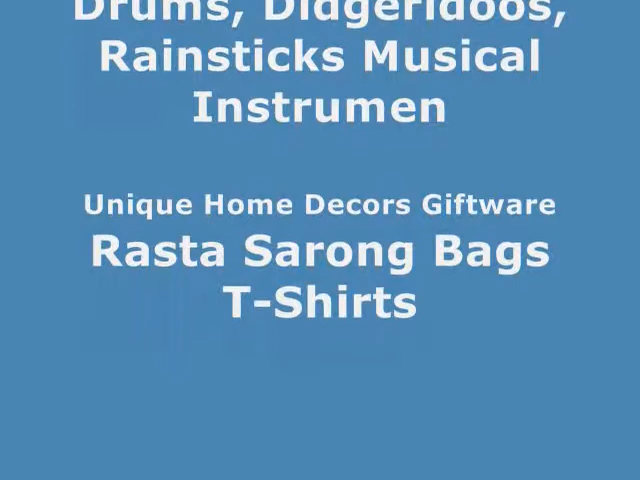 Drums, Didgeridoos,
Rainsticks Musical
Instrumen
Unique Home Decors Giftware
Rasta Sarong Bags
T-Shirts